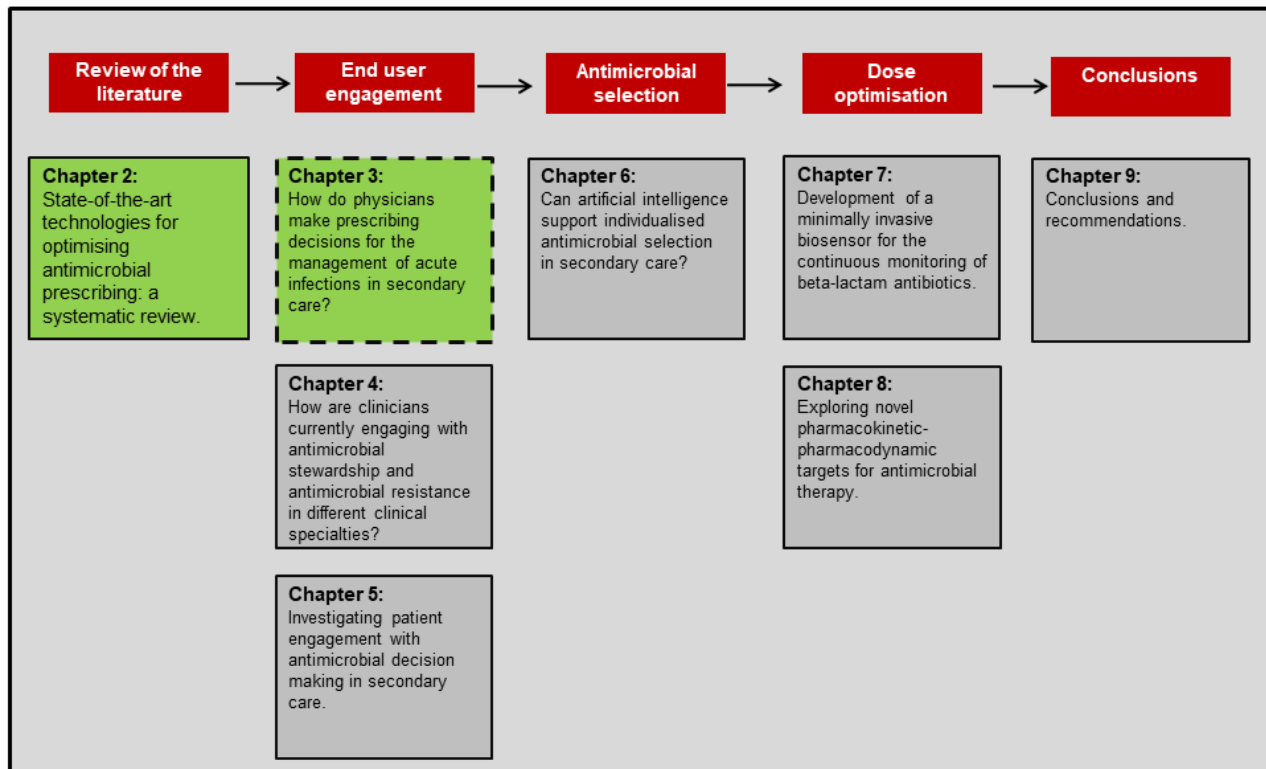 Review of the
literature
End user
engagement
Antimicrobial
selection
Dose
optimisation
Conclusions
Chapter 2:
State-of-the-art
technologies for
optimising
antimicrobial
prescribing: a
systematic review.
Chapter 3:
How do physicians
make prescribing
decisions for the
management of acute
infections in secondary
care?
Chapter 4:
How are clinicians
currently engaging with
antimicrobial
stewardship and
antimicrobial resistance
in different clinical
specialties?
Chapter 5:
Investigating patient
engagement with
antimicrobial decision
making in secondary
care.
Chapter 6:
Can artificial intelligence
support individualised
antimicrobial selection
in secondary care?
Chapter 7:
Development of a
minimally invasive
biosensor for the
continuous monitoring of
beta-lactam antibiotics.
Chapter 8:
Exploring novel
pharmacokinetic-
pharmacodynamic
targets for antimicrobial
therapy.
Chapter 9:
Conclusions and
recommendations.